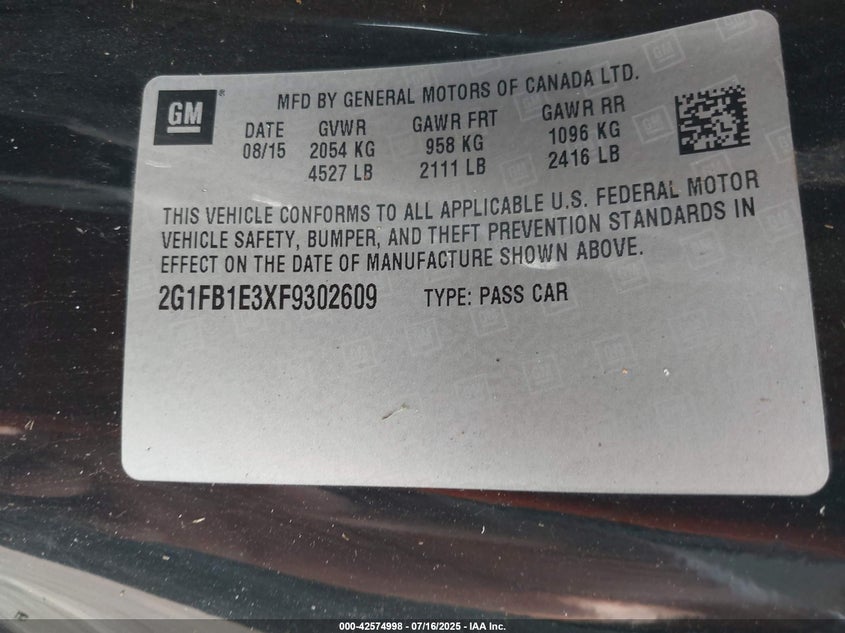 GM®
MFD BY GENERAL MOTORS OF CANADA LTD.
DATE GVWR GAWR FRT GAWR RR
08/15 2054 KG 958 KG 1096 KG
4527 LB 2111 LB 2416 LB
THIS VEHICLE CONFORMS TO ALL APPLICABLE U.S. FEDERAL MOTOR
VEHICLE SAFETY, BUMPER, AND THEFT PREVENTION STANDARDS IN
EFFECT ON THE DATE OF MANUFACTURE SHOWN ABOVE.
2G1FB1E3XF9302609 TYPE: PASS CAR
000-42574998 - 07/16/2025 - IAA Inc.